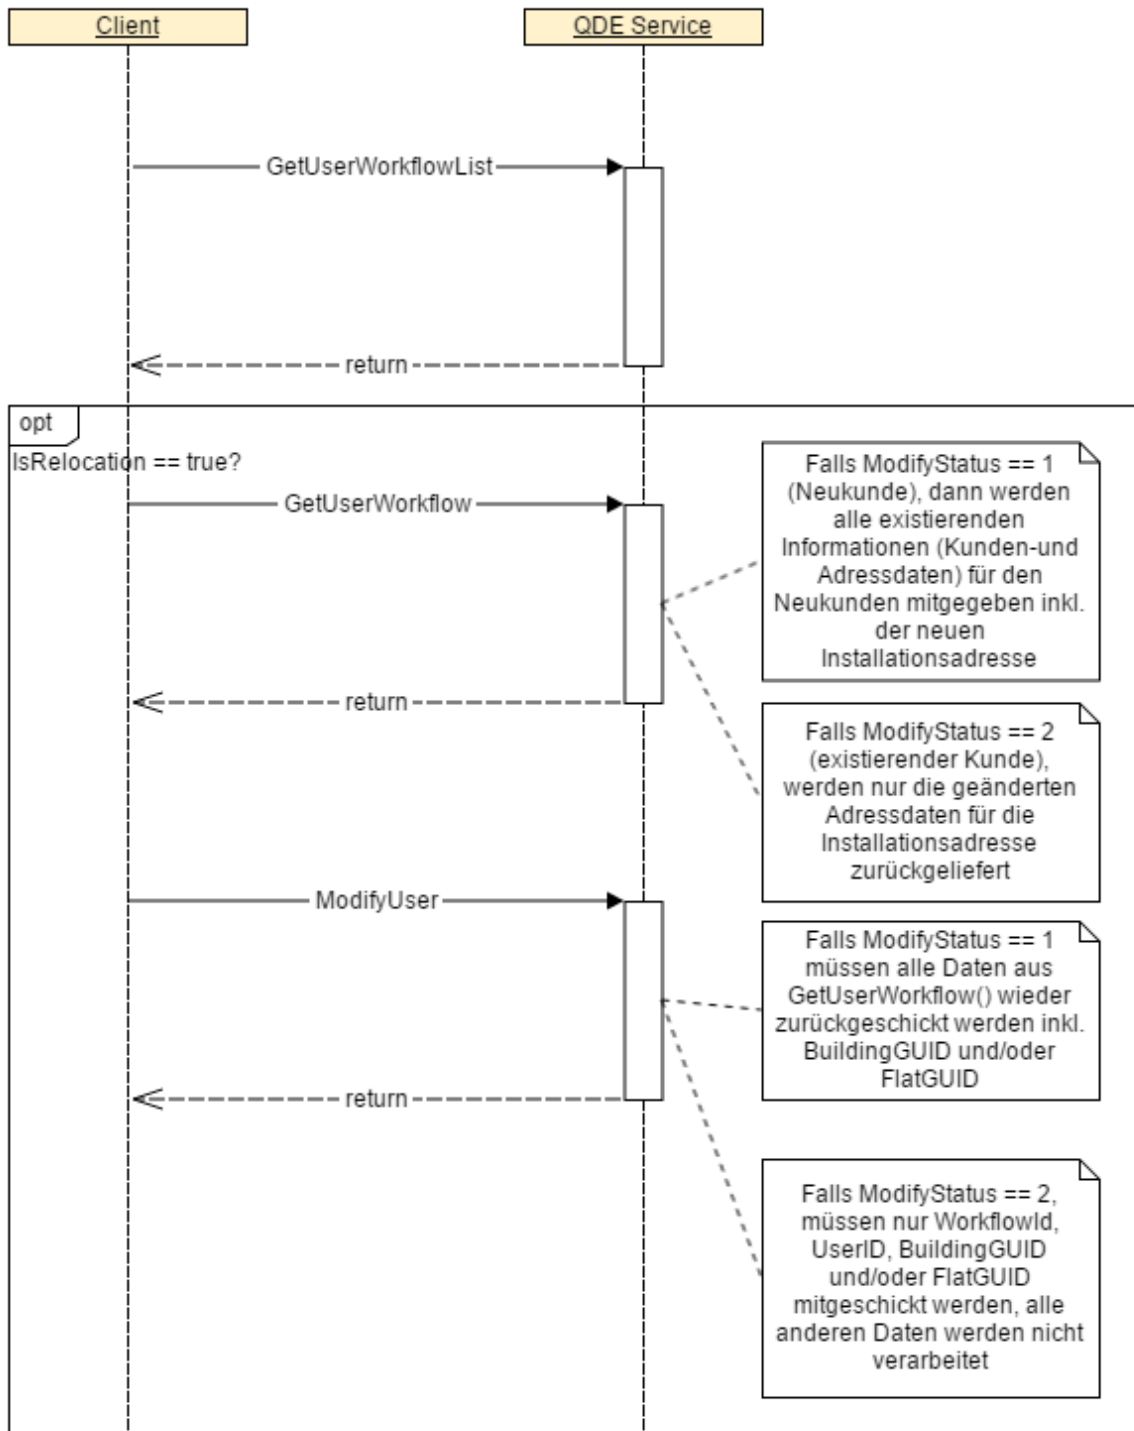 Client
QDE Service
GetUserWorkflowList
return
opt
IsRelocation == true?
GetUserWorkflow
Falls ModifyStatus == 1
(Neukunde), dann werden
alle existierenden
Informationen (Kunden-und
Adressdaten) für den
Neukunden mitgegeben inkl.
der neuen
Installationsadresse
return
Falls ModifyStatus == 2
(existierender Kunde),
werden nur die geänderten
Adressdaten für die
Installationsadresse
zurückgeliefert
ModifyUser
Falls ModifyStatus == 1
müssen alle Daten aus
GetUserWorkflow() wieder
zurückgeschickt werden inkl.
BuildingGUID und/oder
FlatGUID
return
Falls ModifyStatus == 2,
müssen nur WorkflowId,
UserID, BuildingGUID
und/oder FlatGUID
mitgeschickt werden, alle
anderen Daten werden nicht
verarbeitet